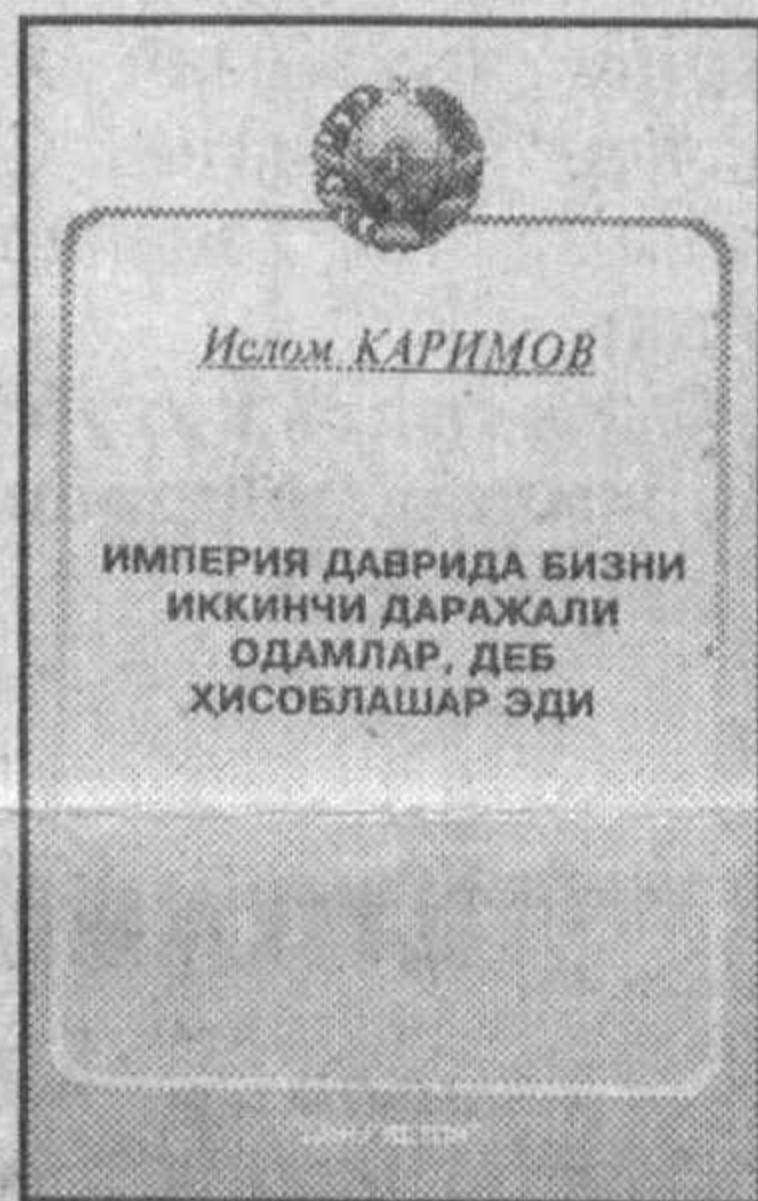 Ислом КАРИМОВ
ИМПЕРИЯ ДАВРИДА БИЗНИ
ИККИНЧИ ДАРАЖАЛИ
ОДАМЛАР, ДЕБ
ҲИСОБЛАШАР ЭДИ